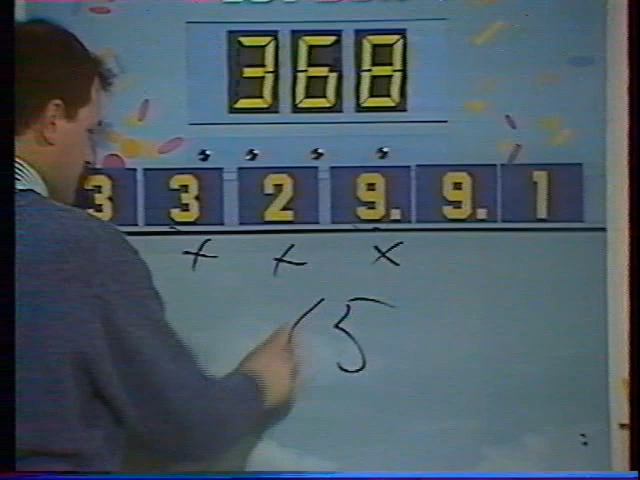 368
3 3 2 9. 9. 1
+ + ×
15